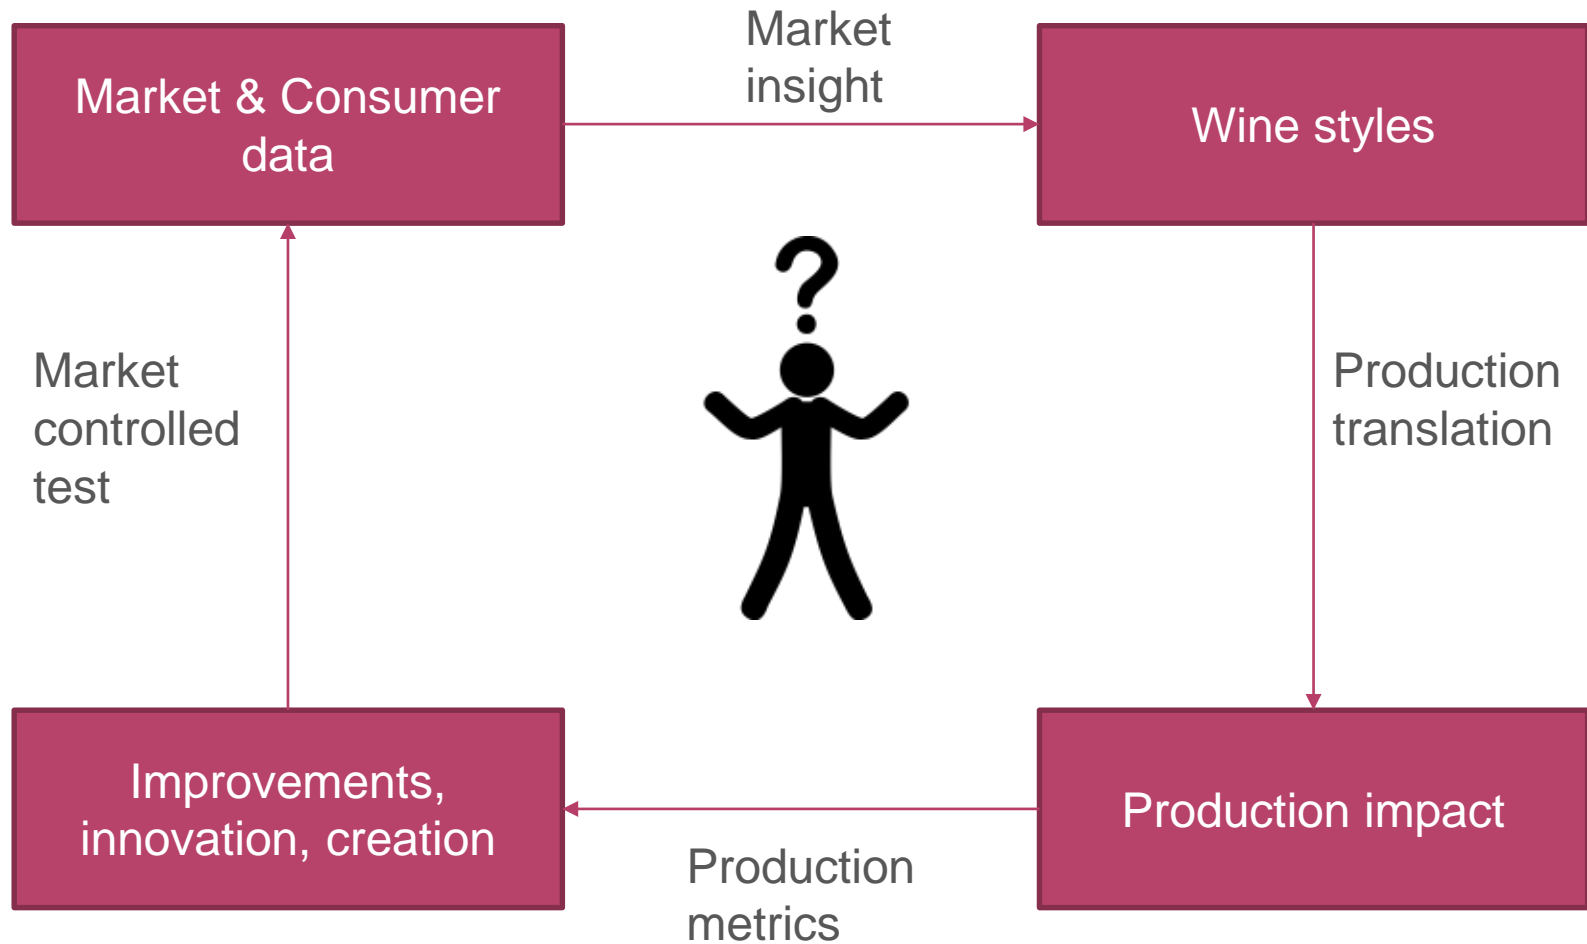 Market
insight
Market & Consumer
data
Wine styles
?
Market
controlled
test
Production
translation
Improvements,
innovation, creation
Production impact
Production
metrics